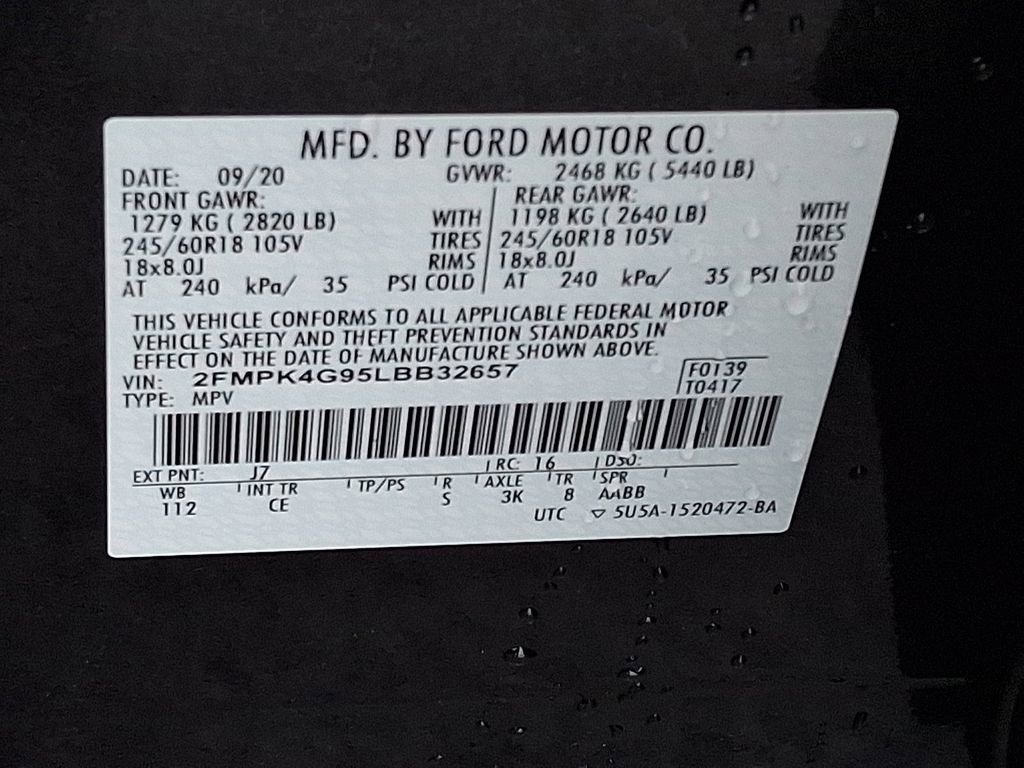 MFD. BY FORD MOTOR CO.
DATE: 09/20 GVWR: 2468 KG ( 5440 LB)
FRONT GAWR: REAR GAWR:
1279 KG ( 2820 LB) WITH 1198 KG ( 2640 LB) WITH
245/60R18 105V TIRES 245/60R18 105V TIRES
18x8.0J RIMS 18x8.0J RIMS
AT 240 kPa/ 35 PSI COLD AT 240 kPa/ 35 PSI COLD
THIS VEHICLE CONFORMS TO ALL APPLICABLE FEDERAL MOTOR
VEHICLE SAFETY AND THEFT PREVENTION STANDARDS IN
EFFECT ON THE DATE OF MANUFACTURE SHOWN ABOVE.
VIN: 2FMPK4G95LBB32657 F0139
TYPE: MPV T0417
EXT PNT: J7 RC: 16 DSO:
WB INT TR TP/PS R AXLE TR SPR
112 CE S 3K 8 AABB
UTC ▽ 5U5A-1520472-BA